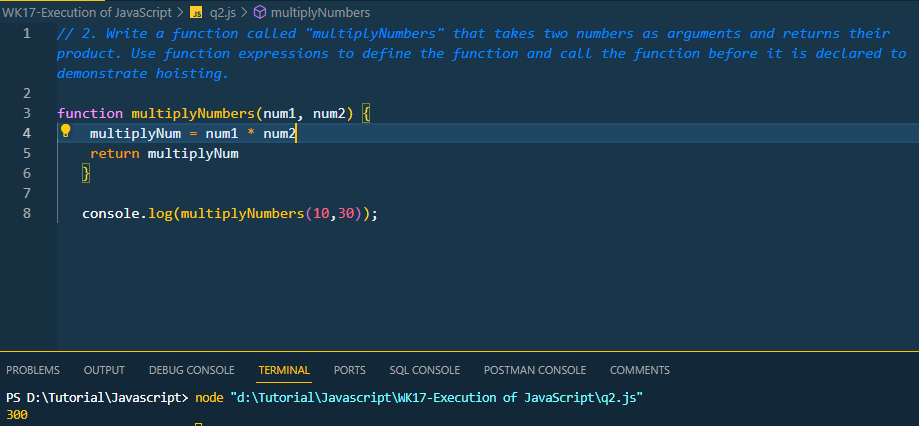 WK17-Execution of JavaScript > JS q2.js > multiplyNumbers
1 // 2. Write a function called "multiplyNumbers" that takes two numbers as arguments and returns their
product. Use function expressions to define the function and call the function before it is declared to
demonstrate hoisting.
2
3 function multiplyNumbers(num1, num2) {
4 multiplyNum = num1 * num2
5 return multiplyNum
6 }
7
8 console.log(multiplyNumbers(10,30));
PROBLEMS OUTPUT DEBUG CONSOLE TERMINAL PORTS SQL CONSOLE POSTMAN CONSOLE COMMENTS
PS D:\Tutorial\Javascript> node "d:\Tutorial\Javascript\WK17-Execution of JavaScript\q2.js"
300